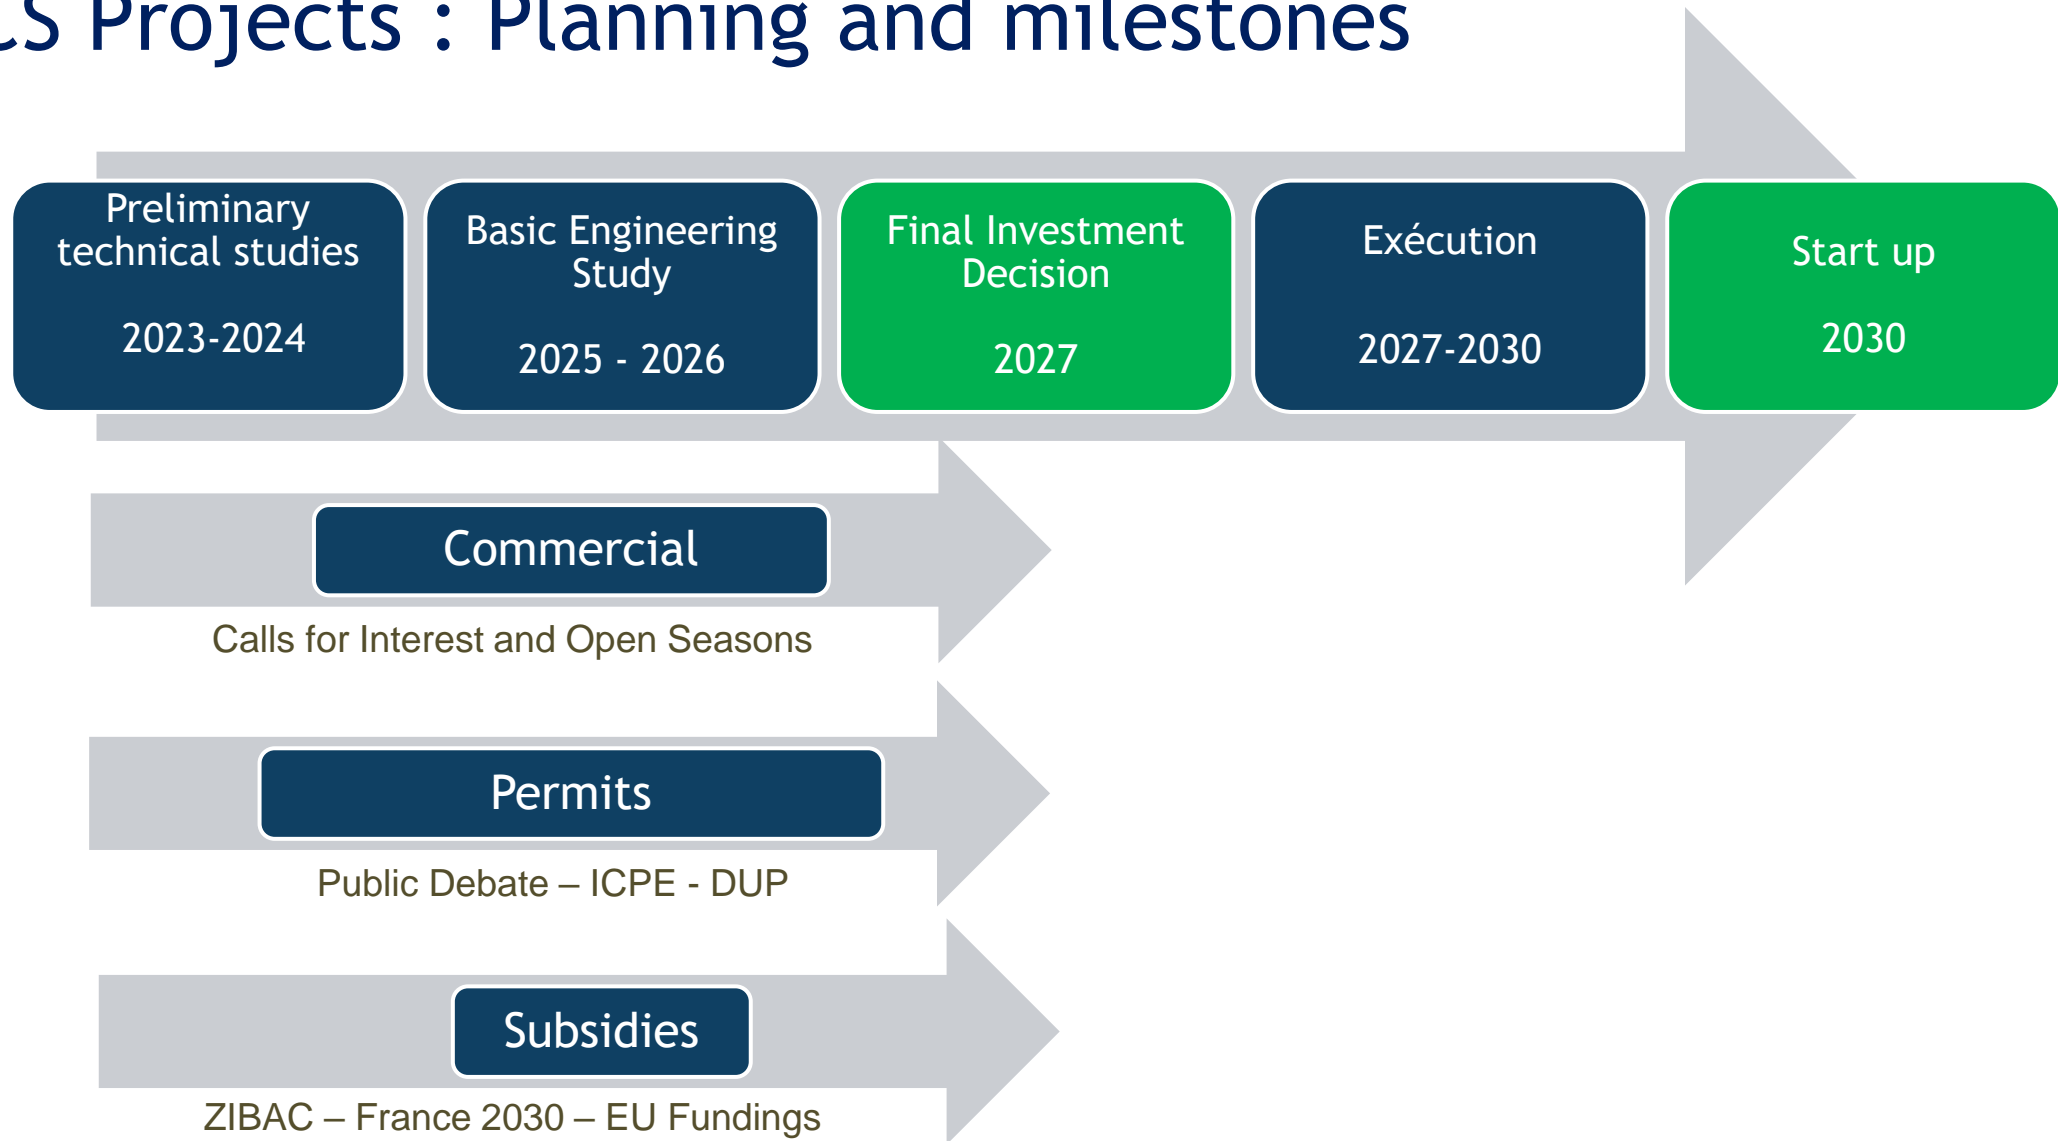 CS Projects : Planning and milestones
Preliminary
technical studies
2023-2024
Basic Engineering
Study
2025 - 2026
Final Investment
Decision
2027
Exécution
2027-2030
Start up
2030
Commercial
Calls for Interest and Open Seasons
Permits
Public Debate – ICPE - DUP
Subsidies
ZIBAC – France 2030 – EU Fundings